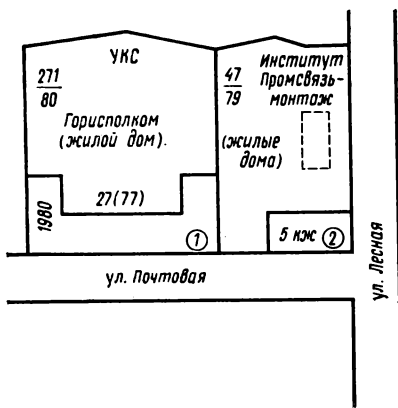 УКС
271
80
Горисполком
(жилой дом).
1980
27(77)
1
47
79
Институт
Промсвязь-
монтаж
(жилые
дома)
5 кж 2
ул. Почтовая
ул. Лесная